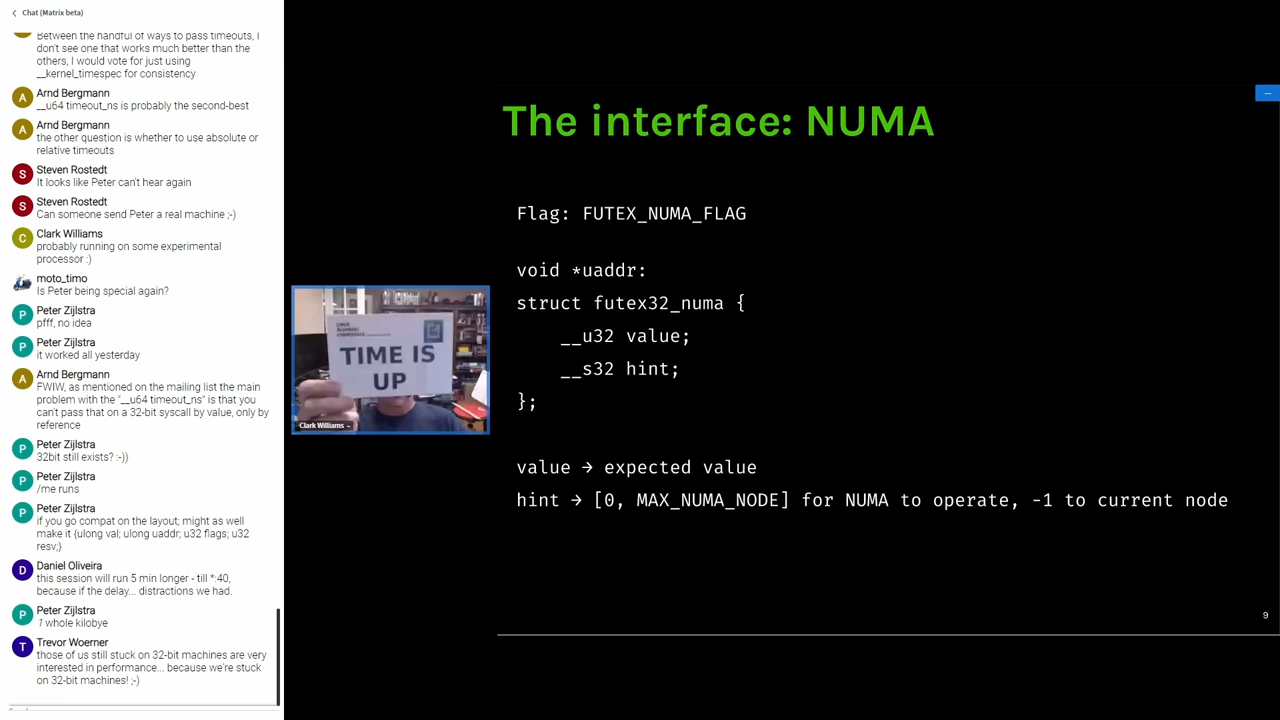 Chat (Matrix beta)
Between the handful of ways to pass timeouts, I
don't see one that works much better than the
others, I would vote for just using
__kernel_timespec for consistency
A
Arnd Bergmann
__u64 timeout_ns is probably the second-best
A
Arnd Bergmann
the other question is whether to use absolute or
relative timeouts
S
Steven Rostedt
It looks like Peter can't hear again
S
Steven Rostedt
Can someone send Peter a real machine ;-)
C
Clark Williams
probably running on some experimental
processor :)
moto_timo
Is Peter being special again?
P
Peter Zijlstra
pfff, no idea
P
Peter Zijlstra
it worked all yesterday
A
Arnd Bergmann
FWIW, as mentioned on the mailing list the main
problem with the "__u64 timeout_ns" is that you
can't pass that on a 32-bit syscall by value, only by
reference
P
Peter Zijlstra
32bit still exists? :-))
P
Peter Zijlstra
/me runs
P
Peter Zijlstra
if you go compat on the layout; might as well
make it {ulong val; ulong uaddr; u32 flags; u32
resv;}
D
Daniel Oliveira
this session will run 5 min longer - till *:40,
because if the delay... distractions we had.
P
Peter Zijlstra
1 whole kilobye
T
Trevor Woerner
those of us still stuck on 32-bit machines are very
interested in performance... because we're stuck
on 32-bit machines! ;-)
LINUX
PLUMBERS
CONFERENCE
TIME IS
UP
Clark Williams
The interface: NUMA
Flag: FUTEX_NUMA_FLAG
void *uaddr:
struct futex32_numa {
__u32 value;
__s32 hint;
};
value → expected value
hint → [0, MAX_NUMA_NODE] for NUMA to operate, -1 to current node
9